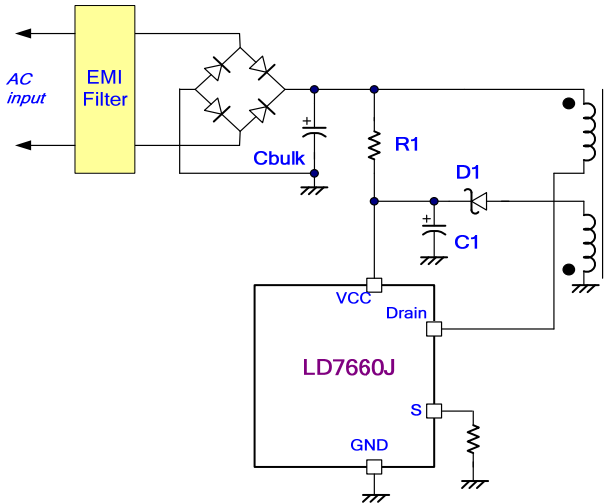 AC
input
EMI
Filter
+
Cbulk
R1
D1
+
C1
VCC
Drain
LD7660J
S
GND